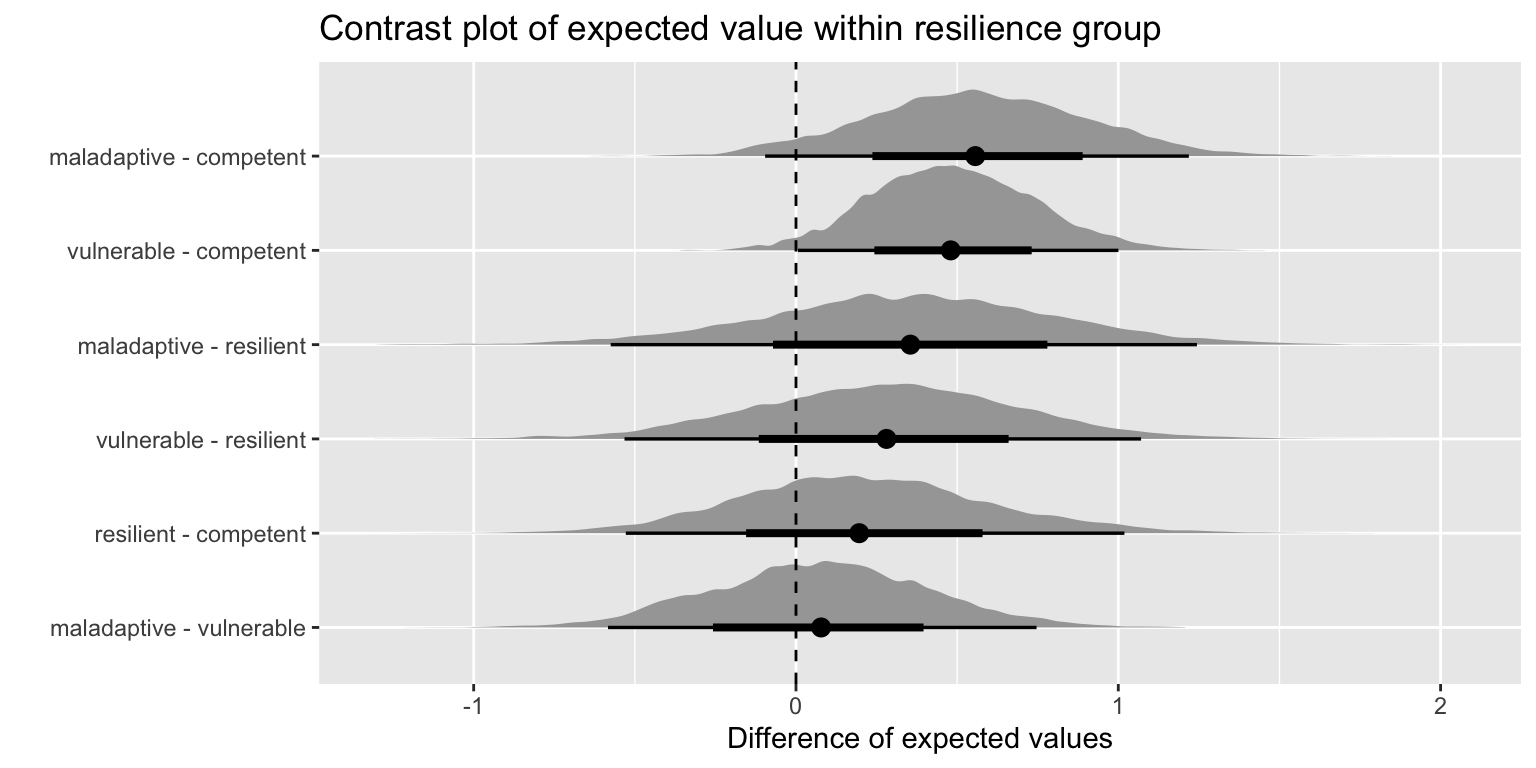 Contrast plot of expected value within resilience group
maladaptive - competent
vulnerable - competent
maladaptive - resilient
vulnerable - resilient
resilient - competent
maladaptive - vulnerable
-1 0 1 2
Difference of expected values